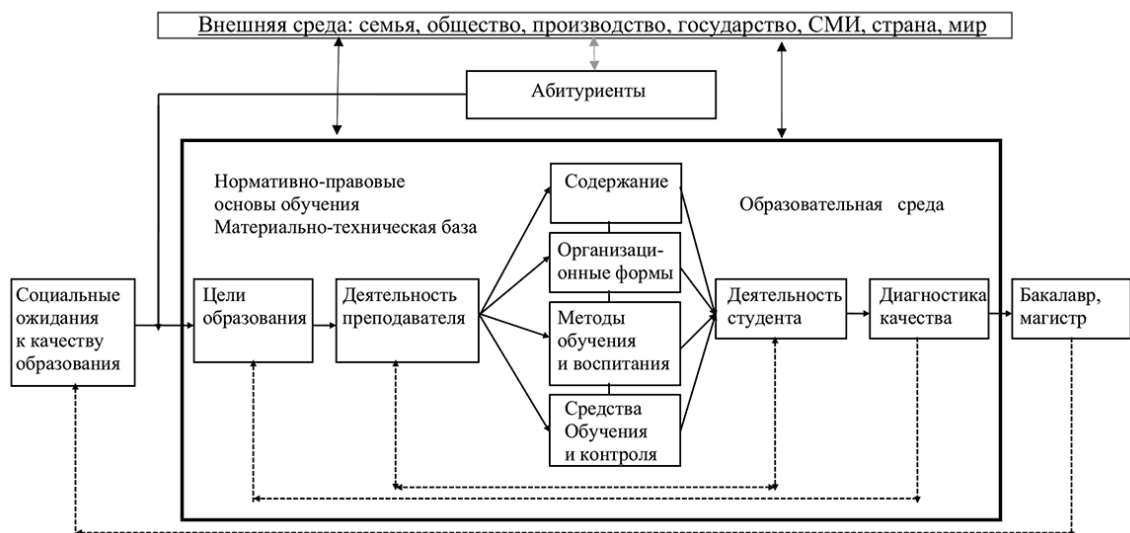 Внешняя среда: семья, общество, производство, государство, СМИ, страна, мир
Абитуриенты
Нормативно-правовые
основы обучения
Материально-техническая база
Образовательная среда
Социальные
ожидания
к качеству
образования
Цели
образования
Деятельность
преподавателя
Содержание
Организаци-
онные формы
Методы
обучения
и воспитания
Средства
Обучения
и контроля
Деятельность
студента
Диагностика
качества
Бакалавр,
магистр